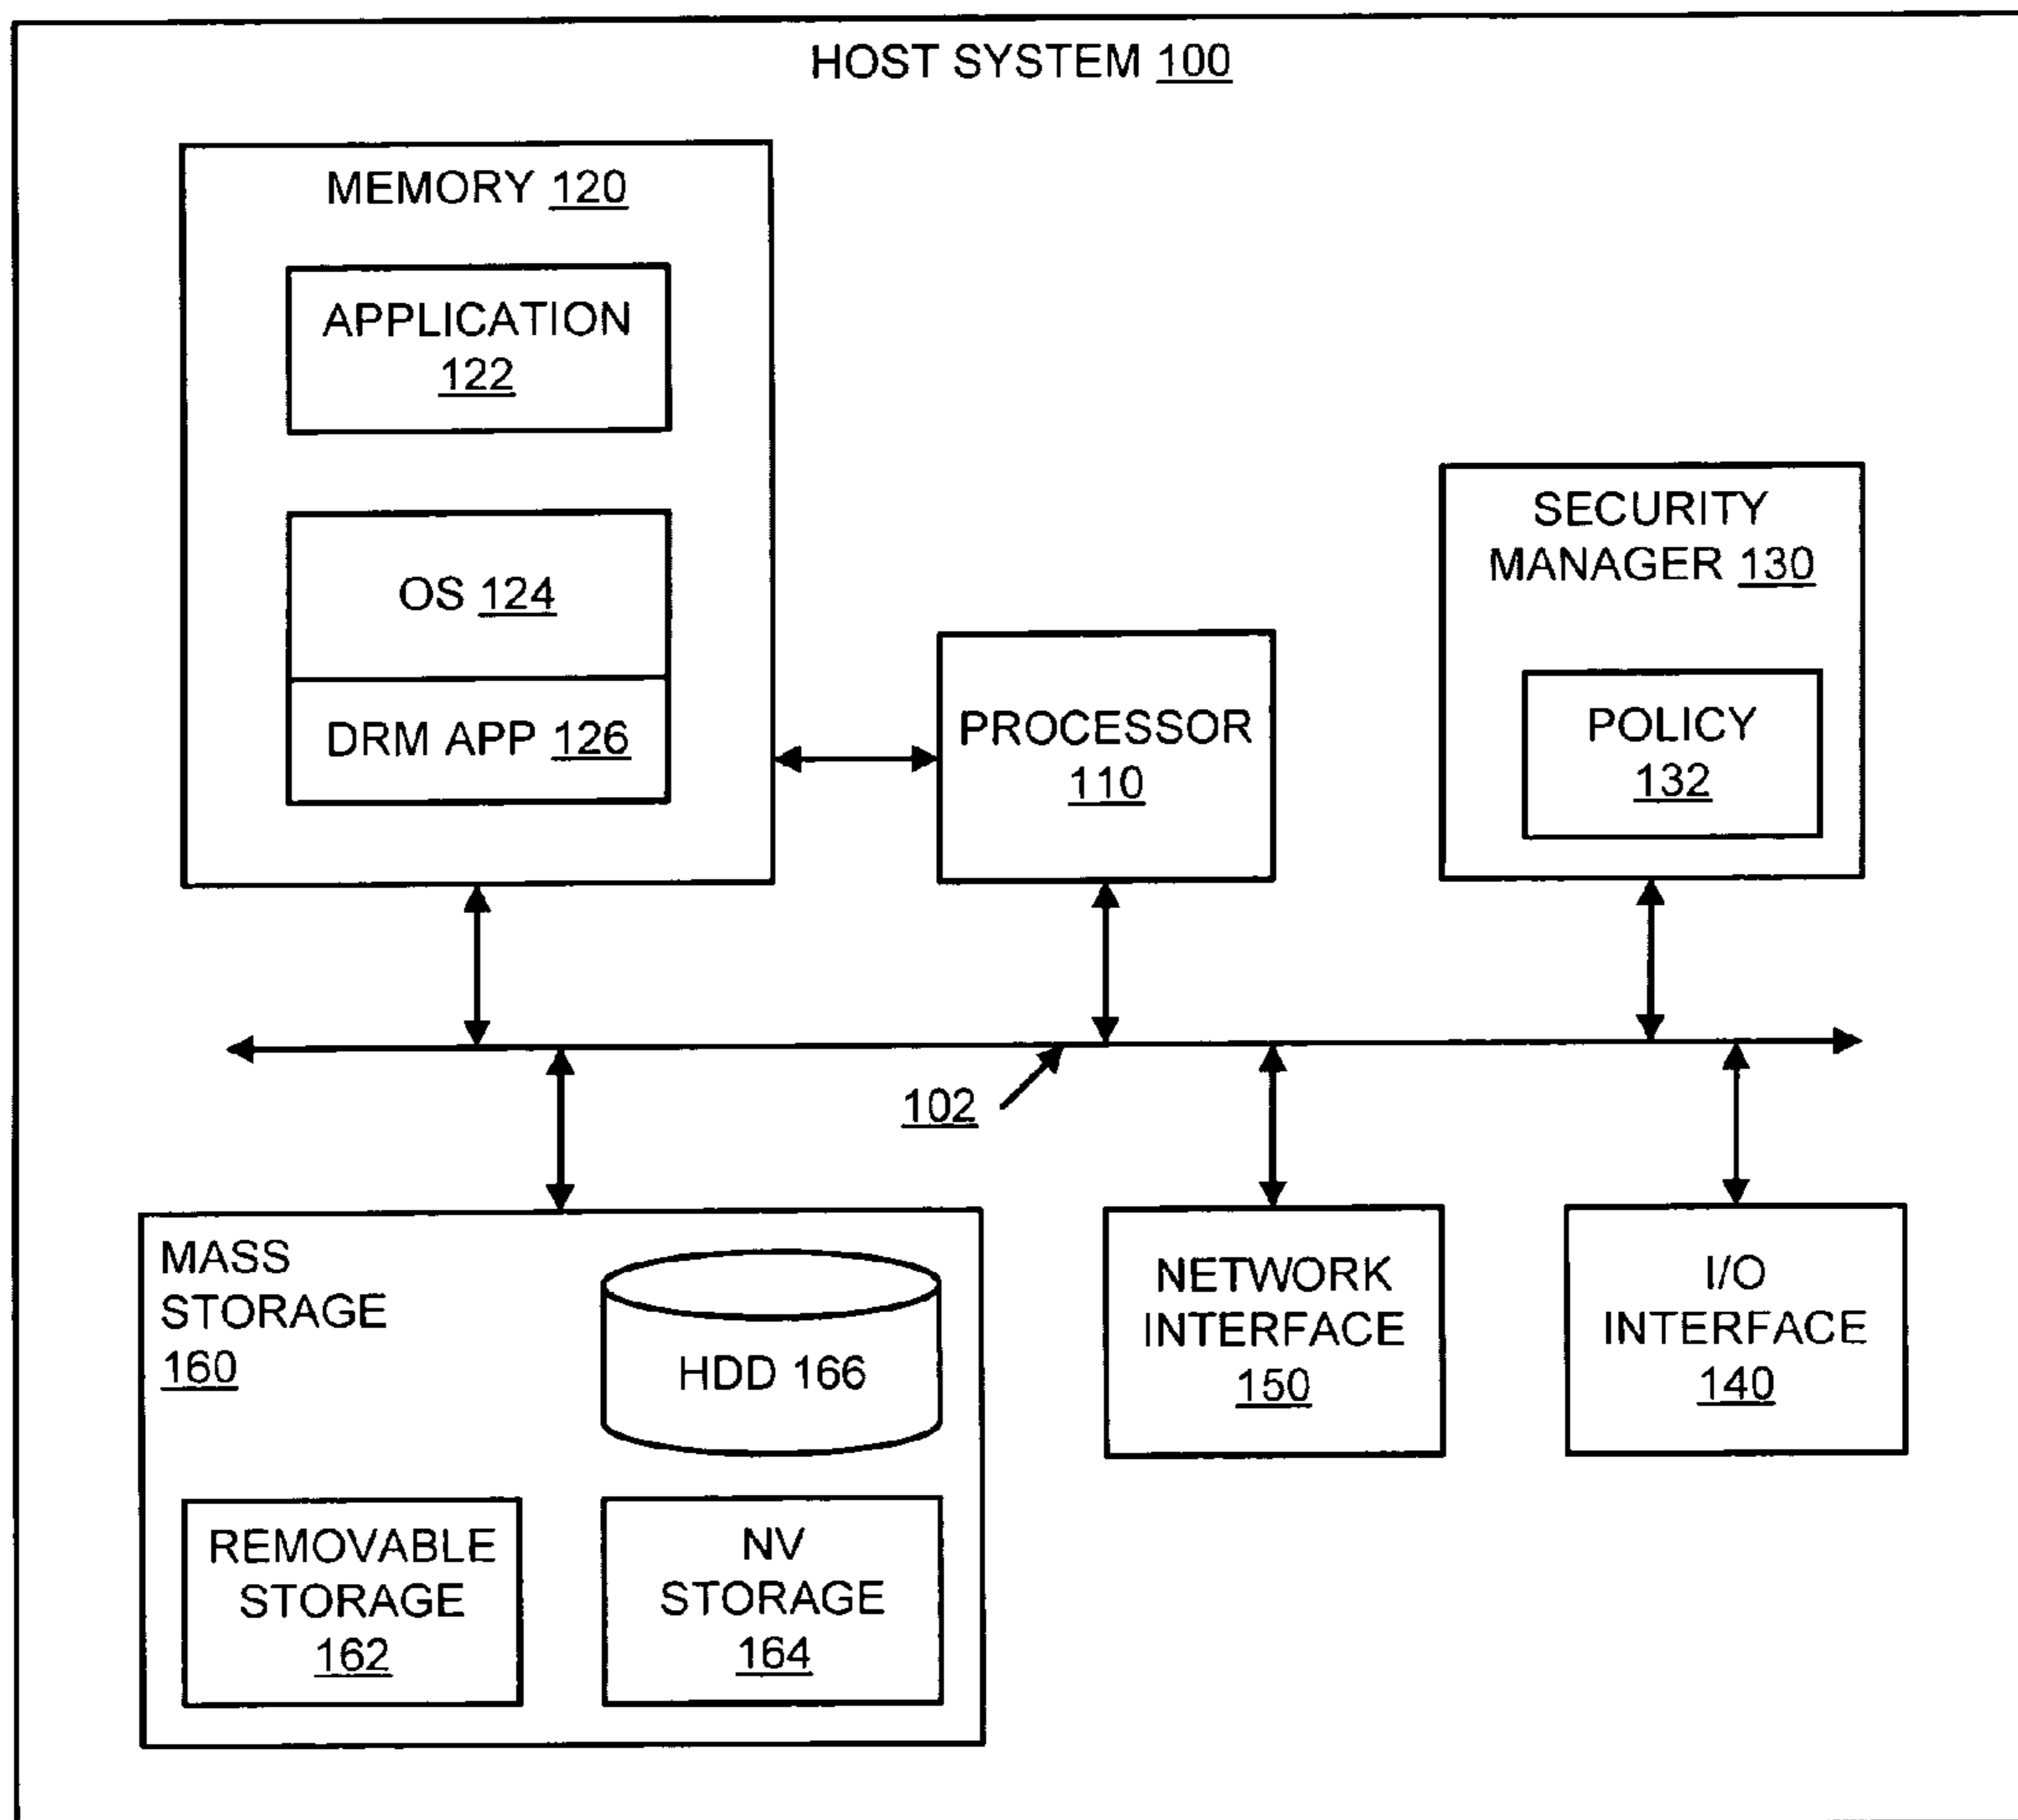 HOST SYSTEM 100
MEMORY 120
APPLICATION
122
OS 124
DRM APP 126
PROCESSOR
110
SECURITY
MANAGER 130
POLICY
132
102
MASS
STORAGE
160
HDD 166
REMOVABLE
STORAGE
162
NV
STORAGE
164
NETWORK
INTERFACE
150
I/O
INTERFACE
140